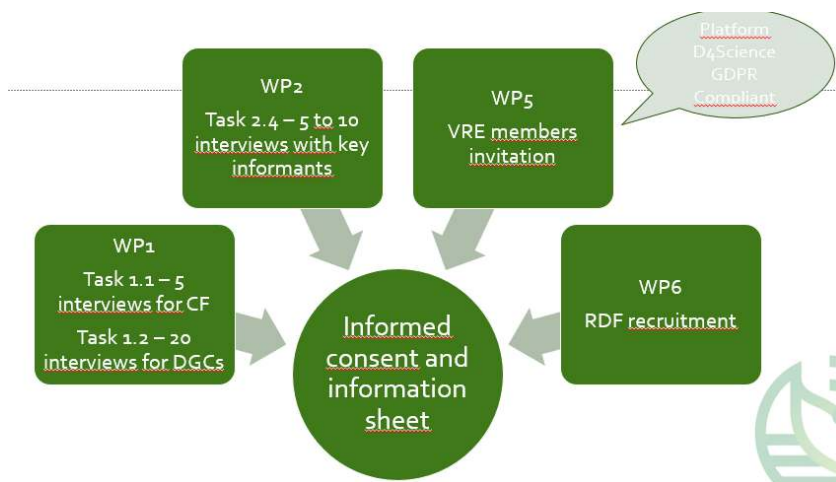 Platform
D4Science
GDPR
Compliant
WP2
Task 2.4 – 5 to 10
interviews with key
informants
WP5
VRE members
invitation
WP1
Task 1.1 – 5
interviews for CF
Task 1.2 – 20
interviews for DGCs
WP6
RDF recruitment
Informed
consent and
information
sheet